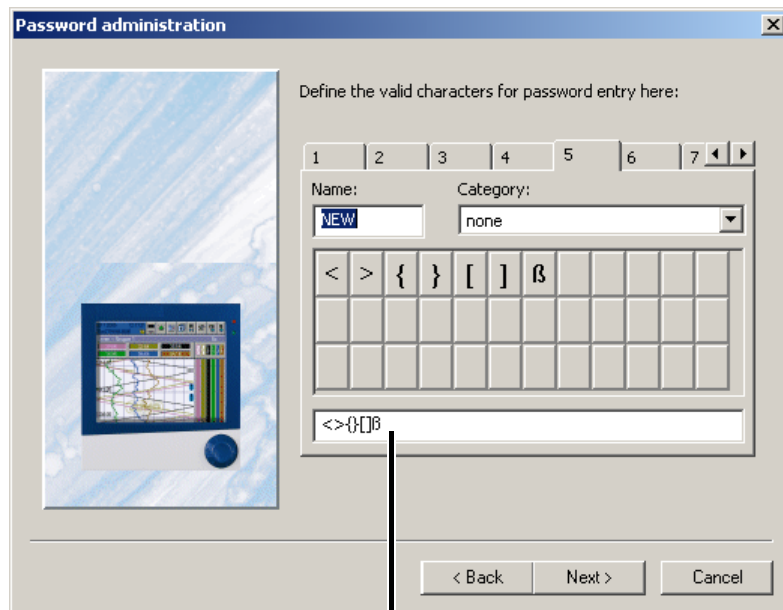 Password administration
Define the valid characters for password entry here:
1 2 3 4 5 6 7
Name: Category:
NEW none
< > { } [ ] ß
<>{}[]ß
< Back Next > Cancel